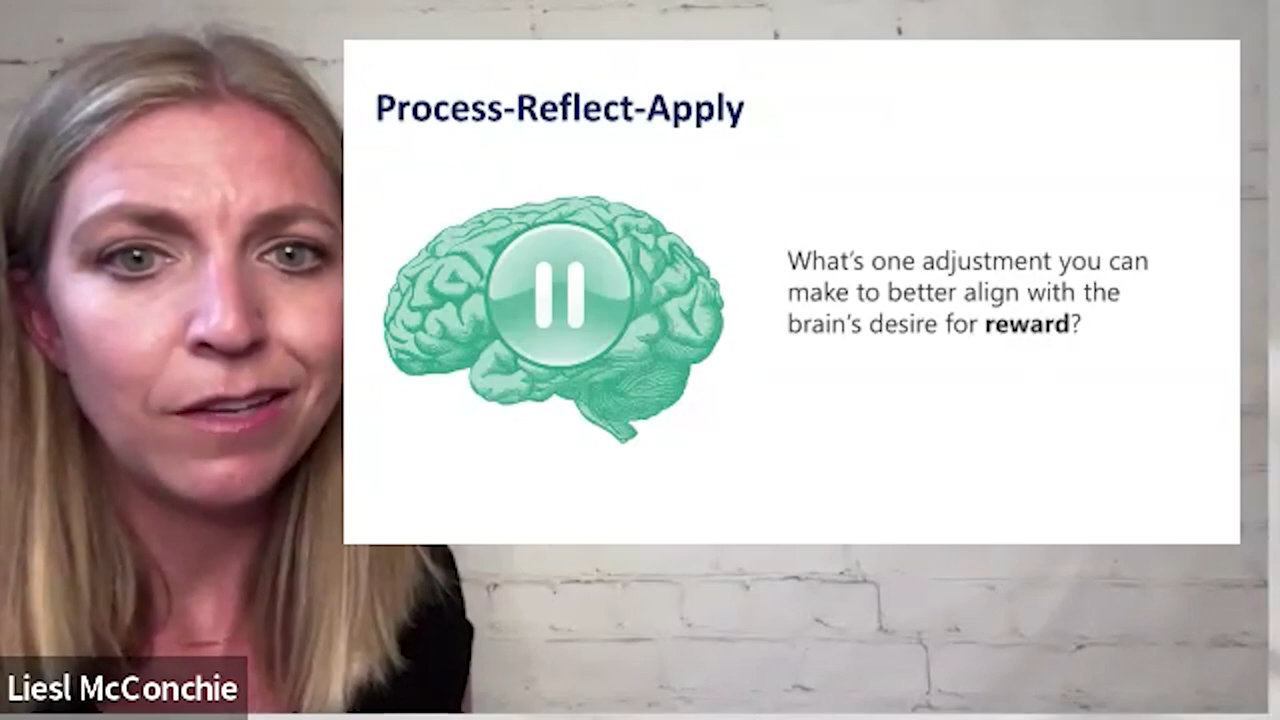 Process-Reflect-Apply
What's one adjustment you can
make to better align with the
brain's desire for reward?
Liesl McConchie